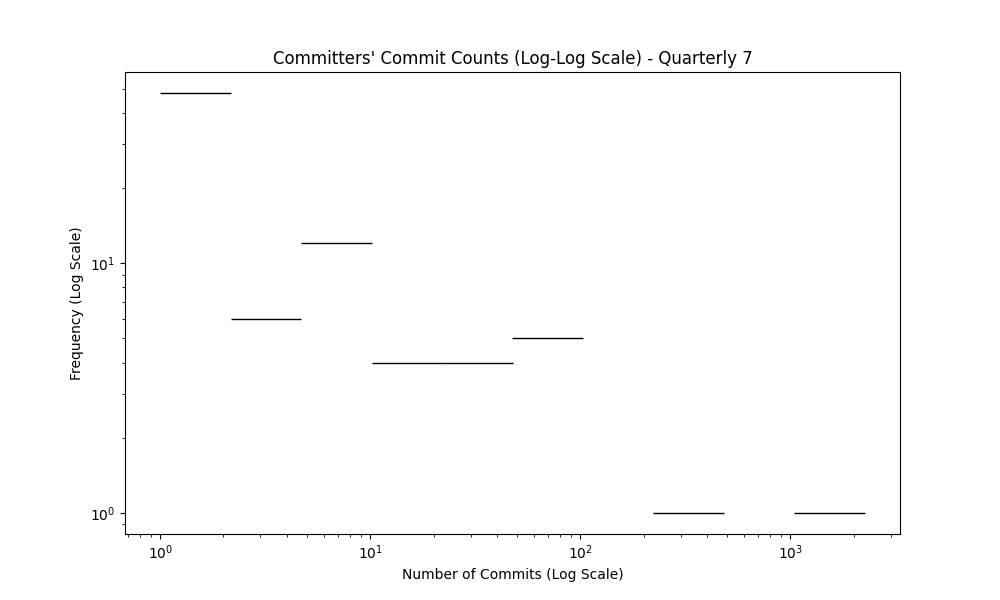 Committers' Commit Counts (Log-Log Scale) - Quarterly 7
Frequency (Log Scale)
10¹
10⁰
10⁰ 10¹ 10² 10³
Number of Commits (Log Scale)